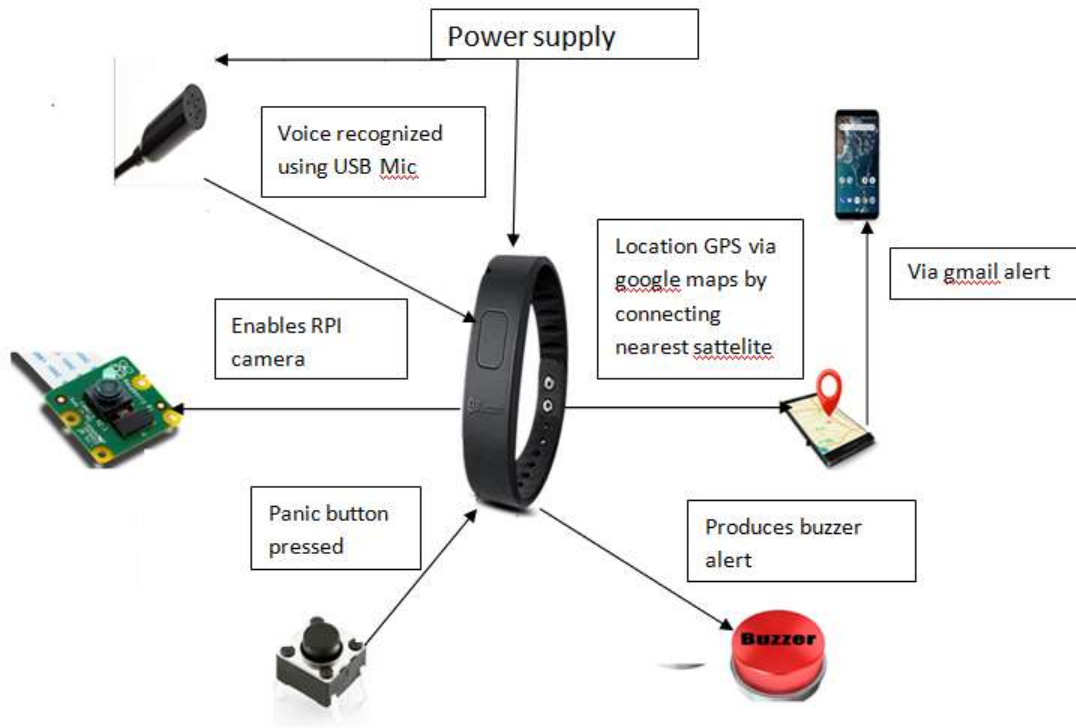 Power supply
Voice recognized
using USB Mic
Location GPS via
google maps by
connecting
nearest sattelite
Via gmail alert
Enables RPI
camera
Panic button
pressed
Produces buzzer
alert
Buzzer